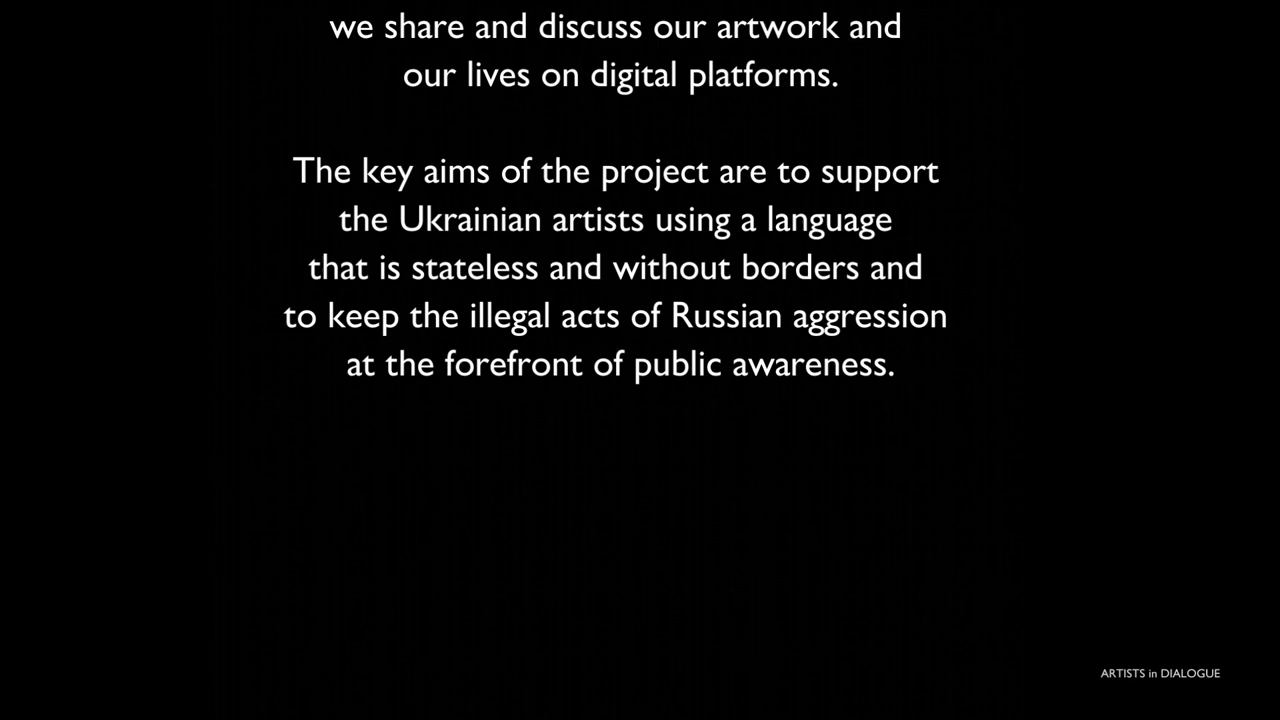 we share and discuss our artwork and
our lives on digital platforms.
The key aims of the project are to support
the Ukrainian artists using a language
that is stateless and without borders and
to keep the illegal acts of Russian aggression
at the forefront of public awareness.
ARTISTS in DIALOGUE